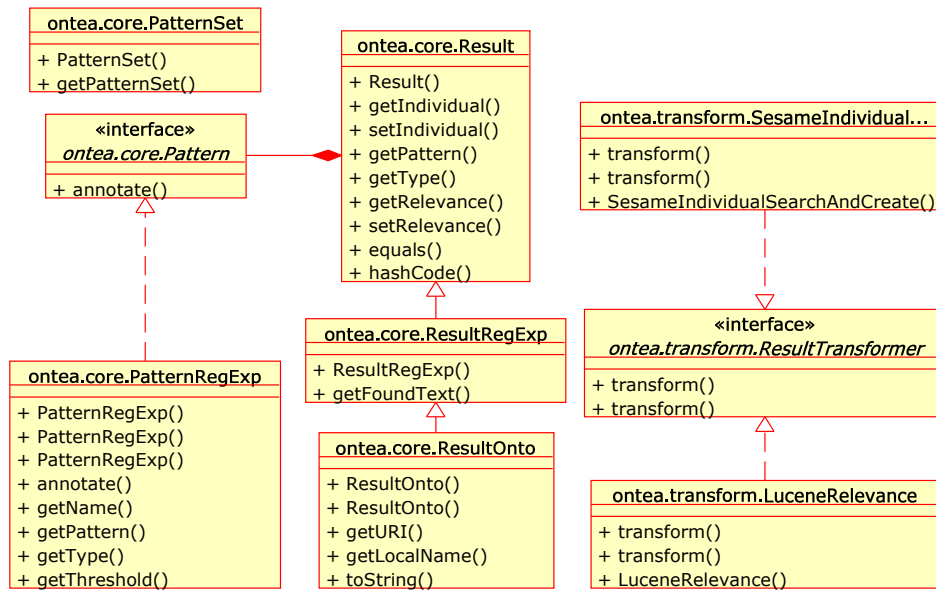 ontea.core.PatternSet
+ PatternSet()
+ getPatternSet()
«interface»
ontea.core.Pattern
+ annotate()
ontea.core.PatternRegExp
+ PatternRegExp()
+ PatternRegExp()
+ PatternRegExp()
+ annotate()
+ getName()
+ getPattern()
+ getType()
+ getThreshold()
ontea.core.Result
+ Result()
+ getIndividual()
+ setIndividual()
+ getPattern()
+ getType()
+ getRelevance()
+ setRelevance()
+ equals()
+ hashCode()
ontea.core.ResultRegExp
+ ResultRegExp()
+ getFoundText()
ontea.core.ResultOnto
+ ResultOnto()
+ ResultOnto()
+ getURI()
+ getLocalName()
+ toString()
ontea.transform.SesameIndividual...
+ transform()
+ transform()
+ SesameIndividualSearchAndCreate()
«interface»
ontea.transform.ResultTransformer
+ transform()
+ transform()
ontea.transform.LuceneRelevance
+ transform()
+ transform()
+ LuceneRelevance()